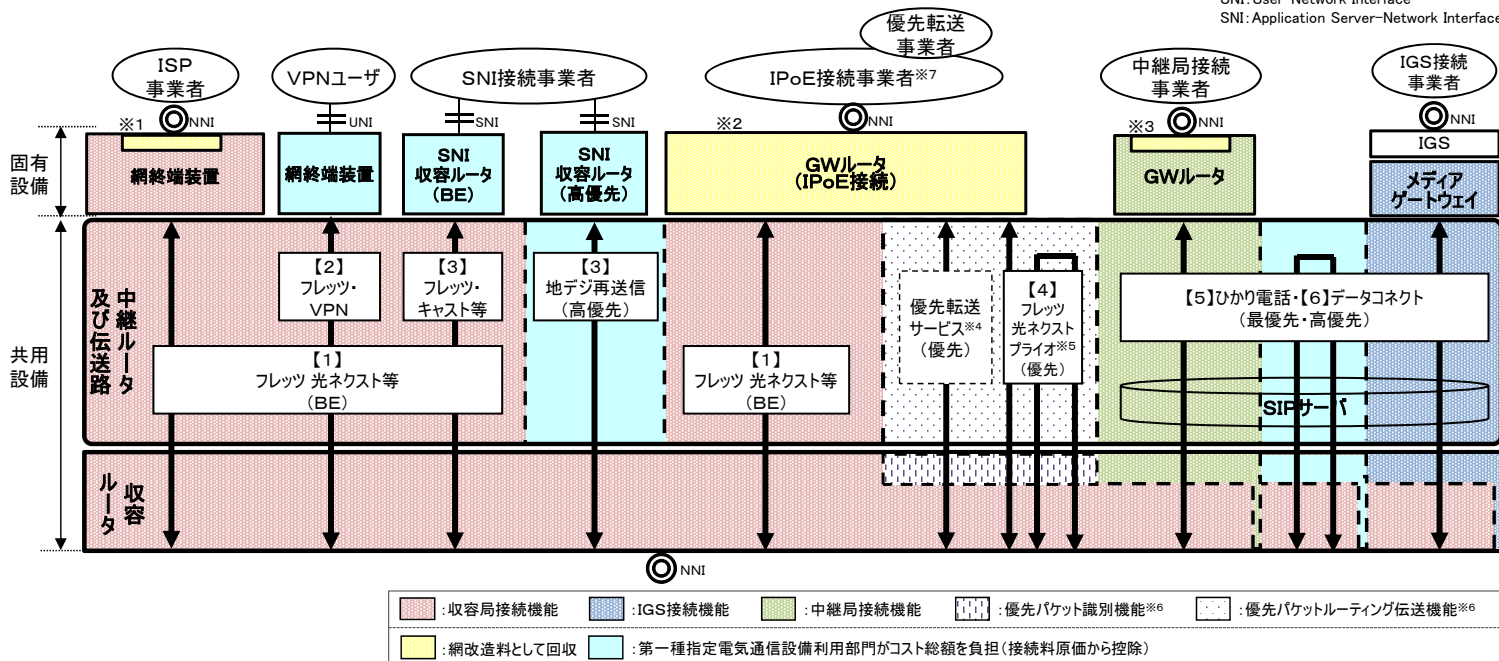 UNI：User-Network Interface
SNI：Application Server-Network Interface
優先転送
事業者
ISP
事業者
VPNユーザ
SNI接続事業者
IPoE接続事業者※7
中継局接続
事業者
IGS接続
事業者
※1
NNI
UNI
SNI
SNI
※2
NNI
※3
NNI
NNI
固有
設備
網終端装置
網終端装置
SNI
収容ルータ
(BE)
SNI
収容ルータ
(高優先)
GWルータ
(IPoE接続)
GWルータ
IGS
メディア
ゲートウェイ
共用
設備
中継ルータ
及び伝送路
【2】
フレッツ・
VPN
【3】
フレッツ・
キャスト等
【3】
地デジ再送信
(高優先)
優先転送
サービス※4
(優先)
【4】
フレッツ
光ネクスト
プライオ※5
(優先)
【5】ひかり電話・【6】データコネクト
(最優先・高優先)
【1】
フレッツ 光ネクスト等
(BE)
【1】
フレッツ 光ネクスト等
(BE)
SIPサーバ
収容
ルータ
NNI
：収容局接続機能
：IGS接続機能
：中継局接続機能
：優先パケット識別機能※6
：優先パケットルーティング伝送機能※6
：網改造料として回収
：第一種指定電気通信設備利用部門がコスト総額を負担(接続料原価から控除)